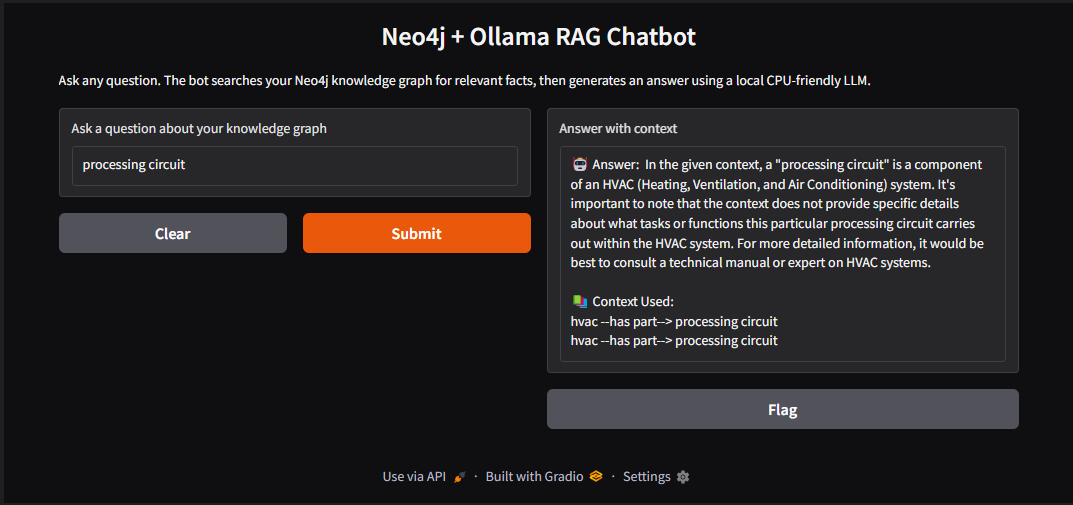 Neo4j + Ollama RAG Chatbot
Ask any question. The bot searches your Neo4j knowledge graph for relevant facts, then generates an answer using a local CPU-friendly LLM.
Ask a question about your knowledge graph
processing circuit
Clear
Submit
Answer with context
Answer: In the given context, a "processing circuit" is a component
of an HVAC (Heating, Ventilation, and Air Conditioning) system. It's
important to note that the context does not provide specific details
about what tasks or functions this particular processing circuit carries
out within the HVAC system. For more detailed information, it would be
best to consult a technical manual or expert on HVAC systems.
Context Used:
hvac --has part--> processing circuit
hvac --has part--> processing circuit
Flag
Use via API · Built with Gradio · Settings